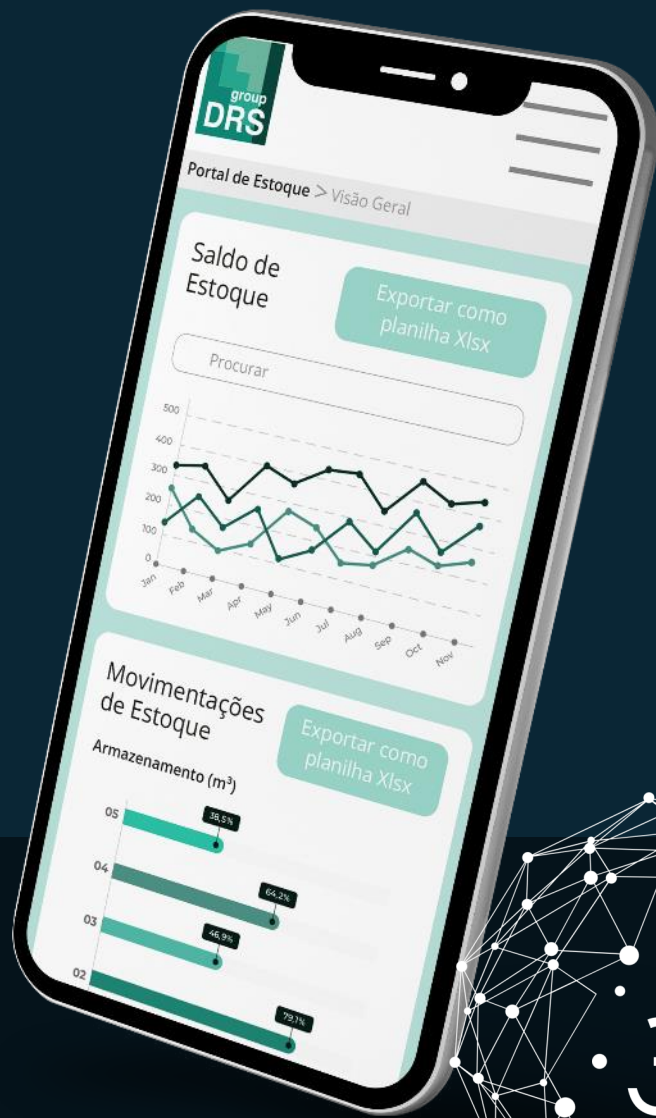 group
DRS
Portal de Estoque > Visão Geral
Saldo de
Estoque
Exportar como
planilha Xlsx
Procurar
500
400
300
200
100
0
Jan
Feb
Mar
Apr
May
Jun
Jul
Aug
Sep
Oct
Nov
Movimentações
de Estoque
Exportar como
planilha Xlsx
Armazenamento (m³)
05
38,5%
04
64,2%
03
46,9%
02
79,1%